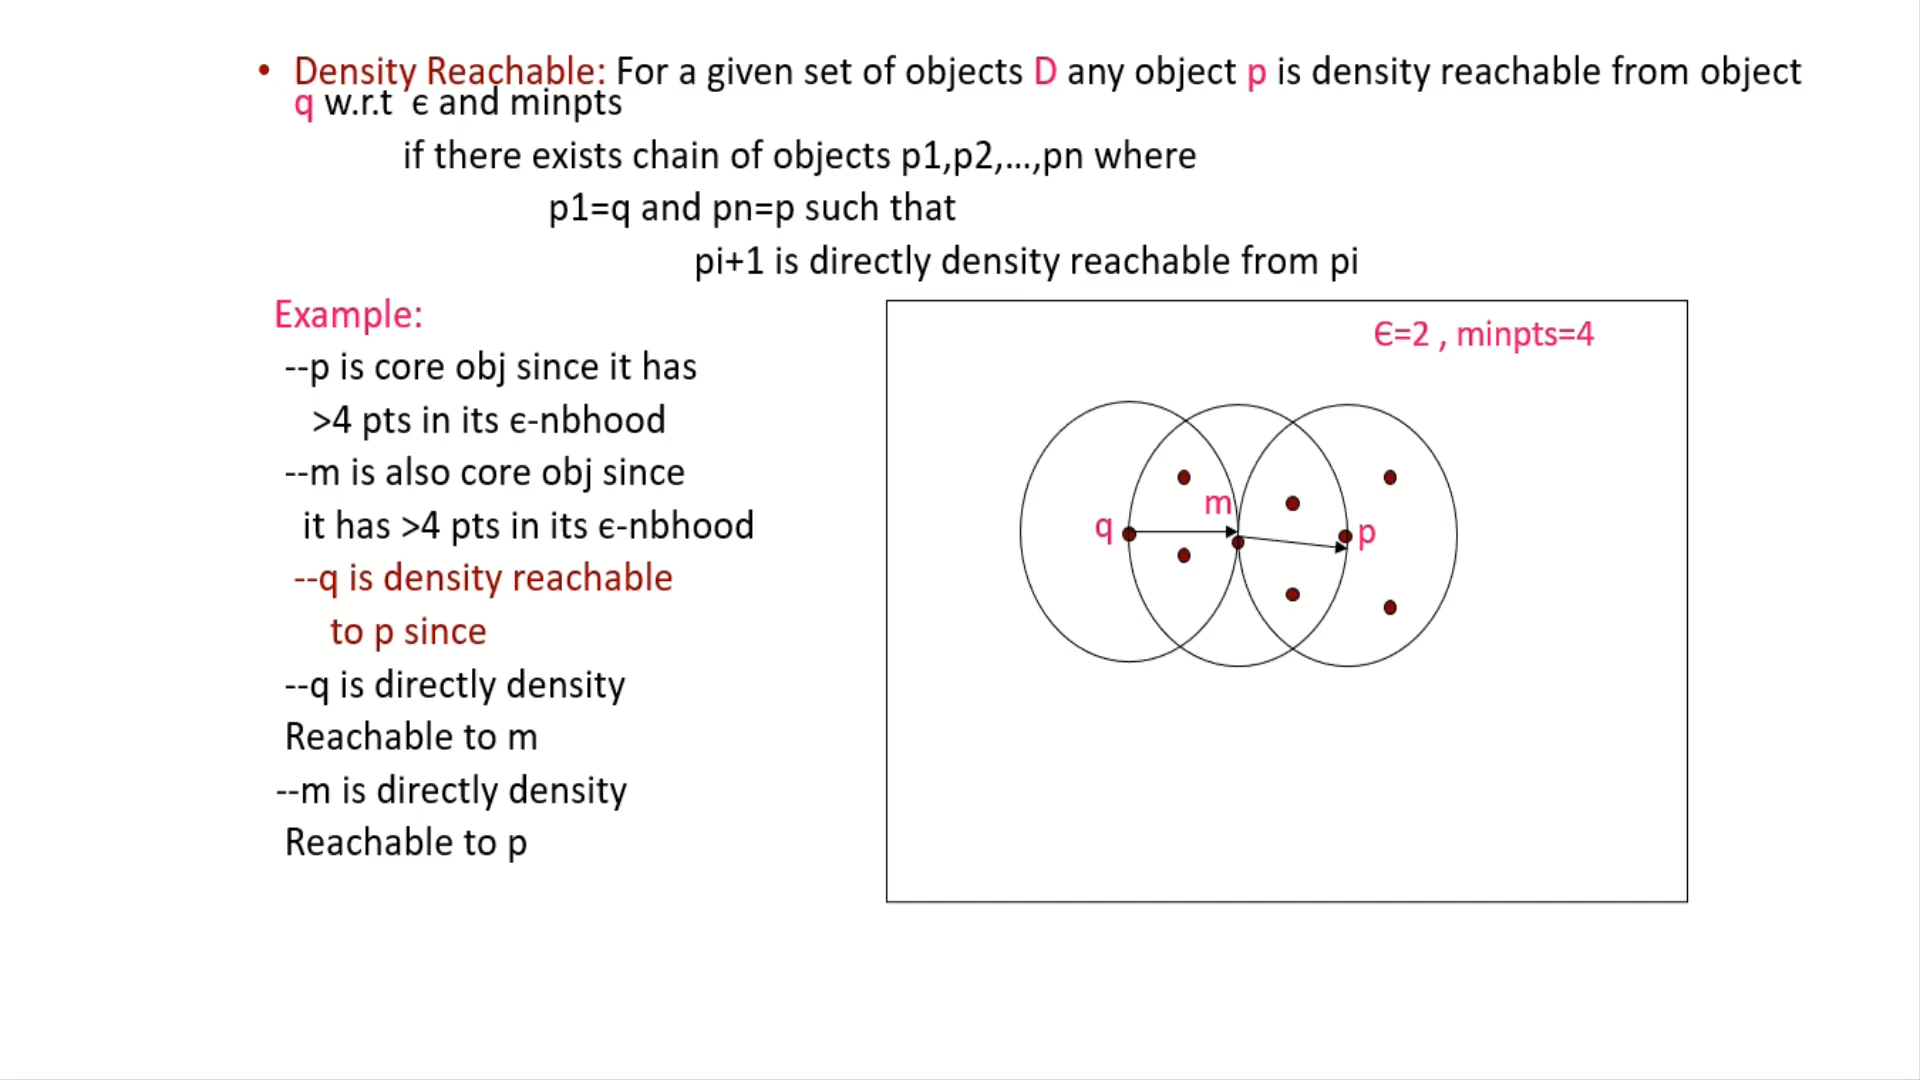 • Density Reachable: For a given set of objects D any object p is density reachable from object
q w.r.t є and minpts
if there exists chain of objects p1,p2,...,pn where
p1=q and pn=p such that
pi+1 is directly density reachable from pi
Example:
--p is core obj since it has
>4 pts in its є-nbhood
--m is also core obj since
it has >4 pts in its є-nbhood
--q is density reachable
to p since
--q is directly density
Reachable to m
--m is directly density
Reachable to p
Є=2 , minpts=4
m
q
p